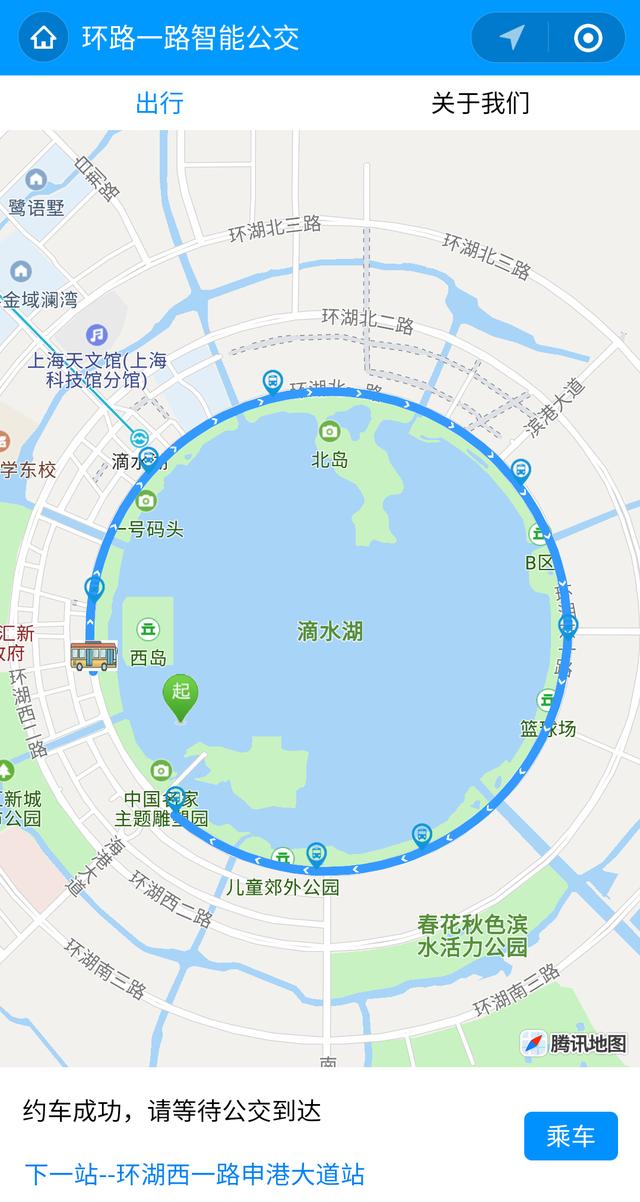 环路一路智能公交
出行
关于我们
白荆路
鹭语墅
环湖北三路
环湖北三路
金域澜湾
环湖北二路
上海天文馆(上海
科技馆分馆)
滨港大道
滴水
学东校
北岛
一号码头
B区
汇新
政府
西岛
滴水湖
起
环湖西二路
篮球场
中国名家
主题雕塑园
汇新城
公园
海港大道
儿童郊外公园
环湖西二路
春花秋色滨
水活力公园
环湖南三路
环湖南三路
腾讯地图
南
约车成功，请等待公交到达
乘车
下一站--环湖西一路申港大道站